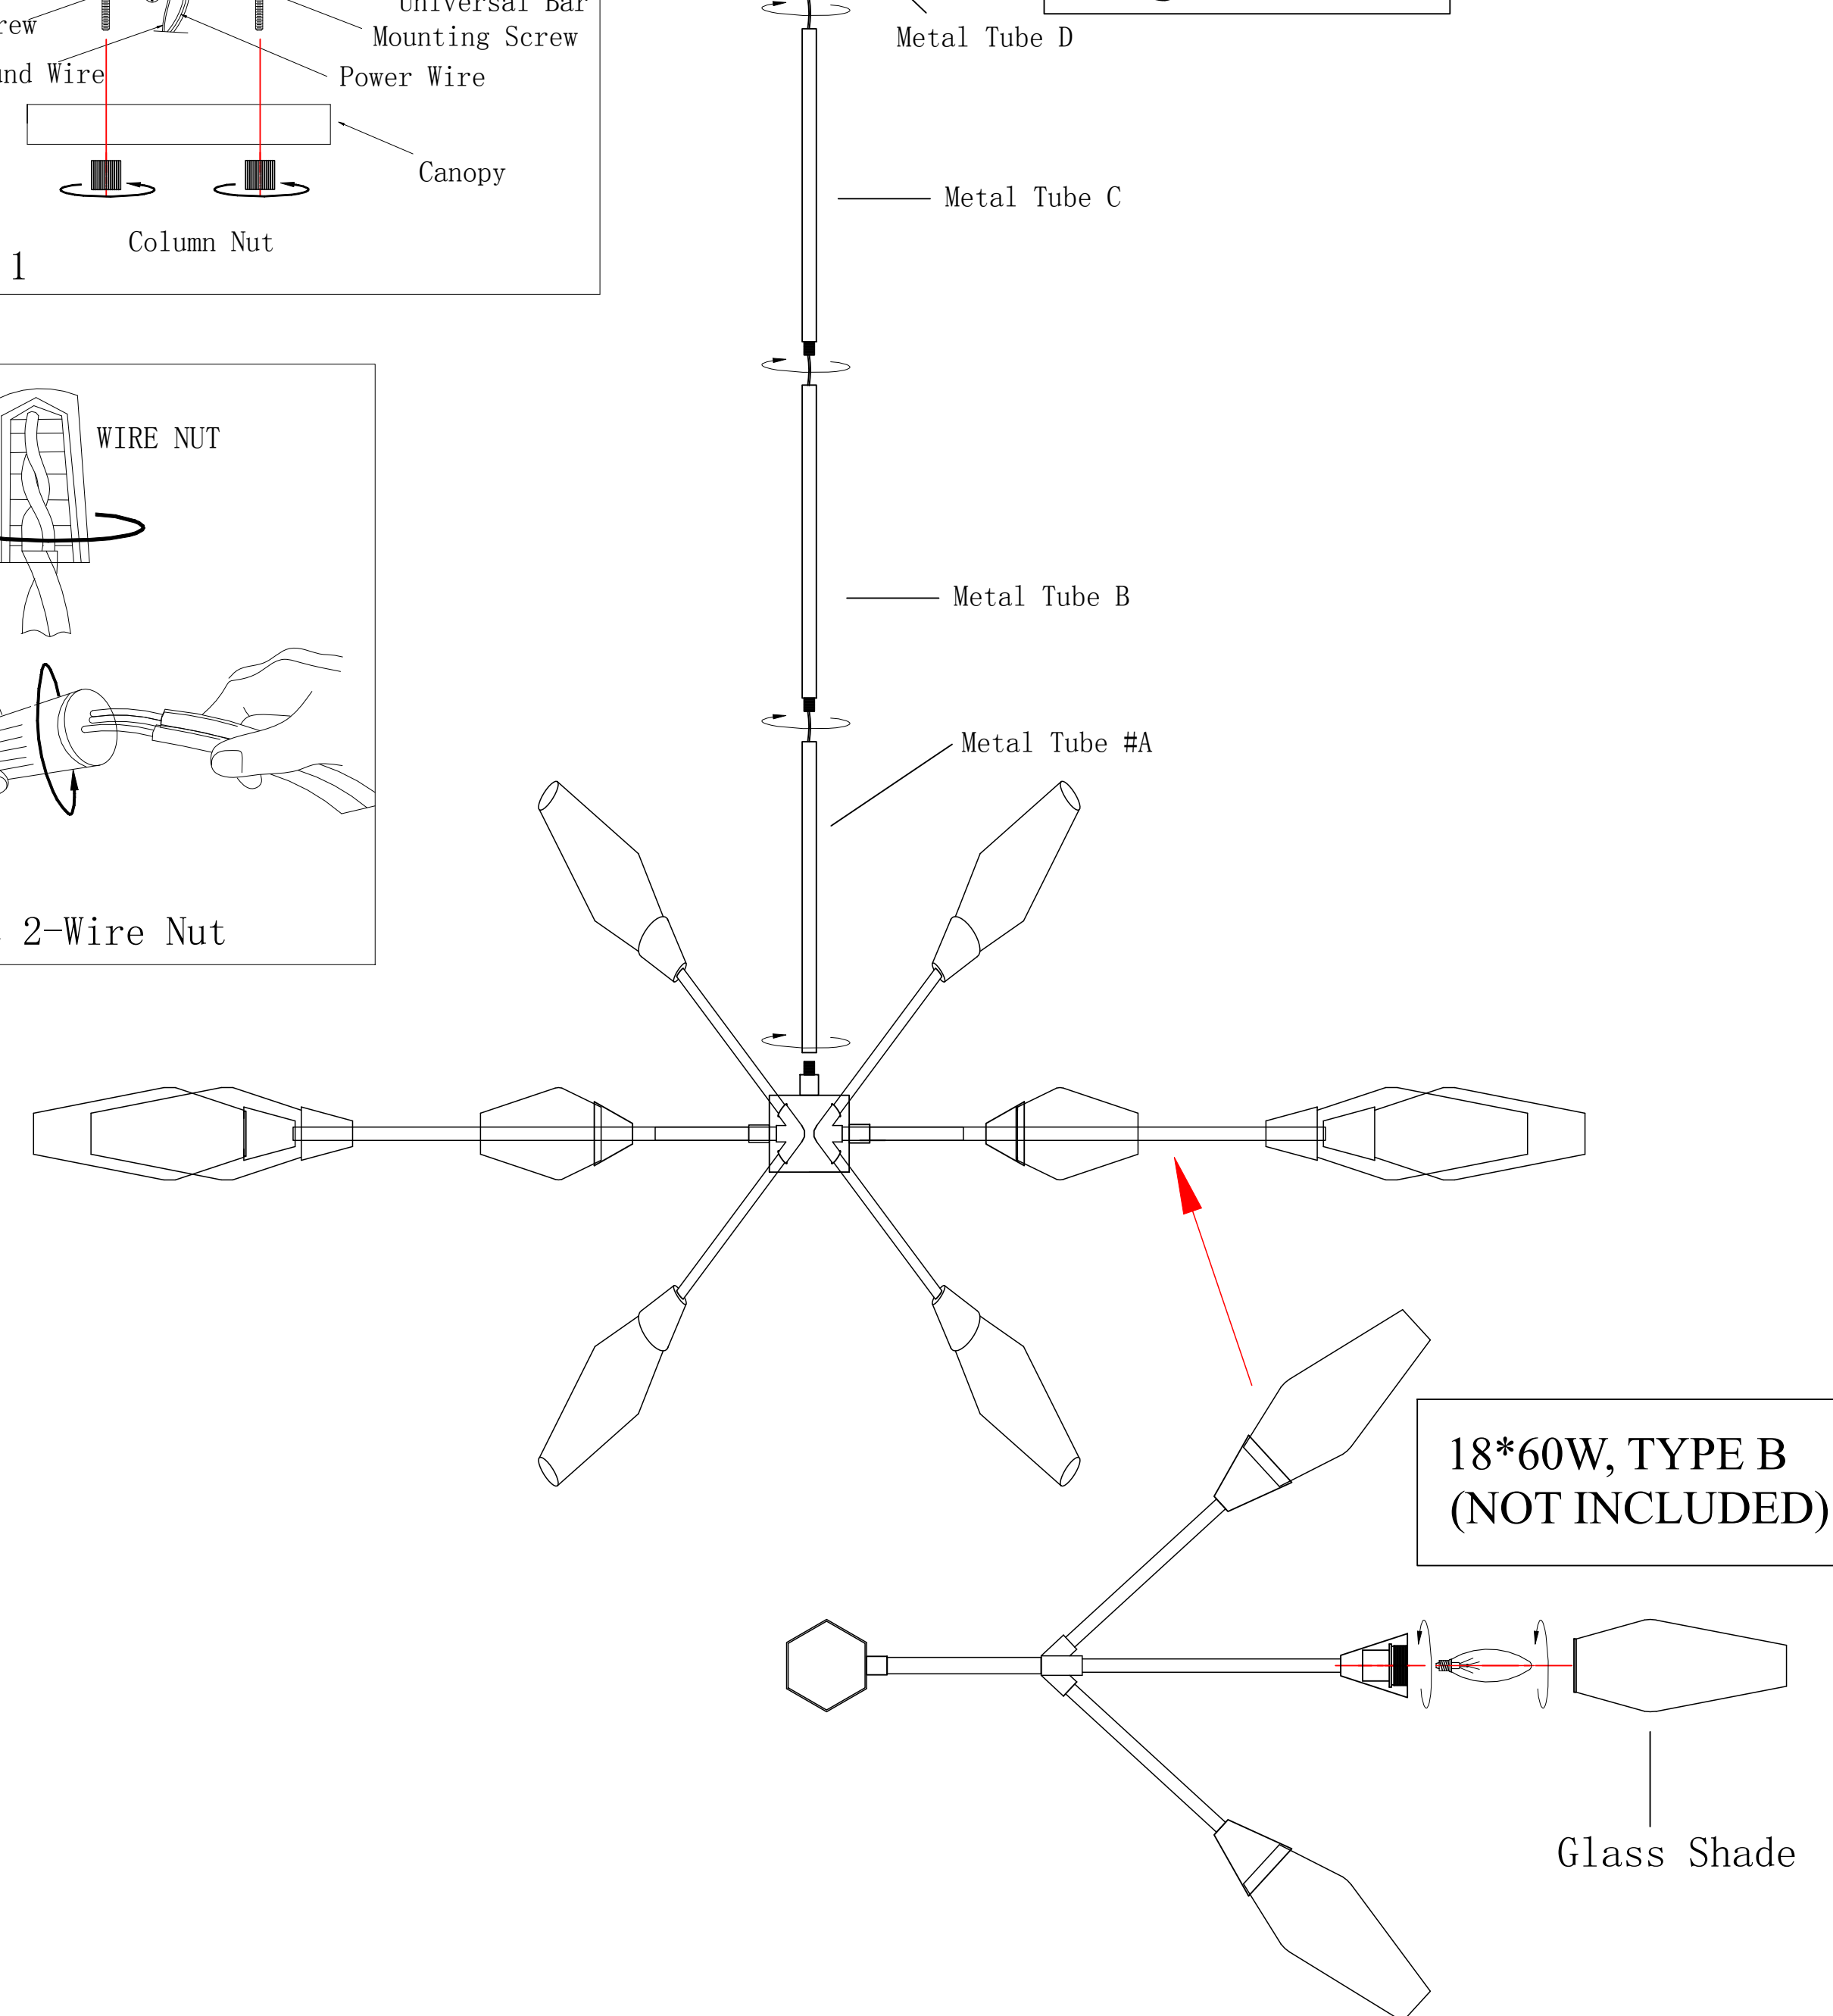 Universal Bar
Mounting Screw
Power Wire
Wire
Canopy
Column Nut
1
WIRE NUT
2-Wire Nut
Metal Tube D
Metal Tube C
Metal Tube B
Metal Tube #A
18*60W, TYPE B
(NOT INCLUDED)
Glass Shade